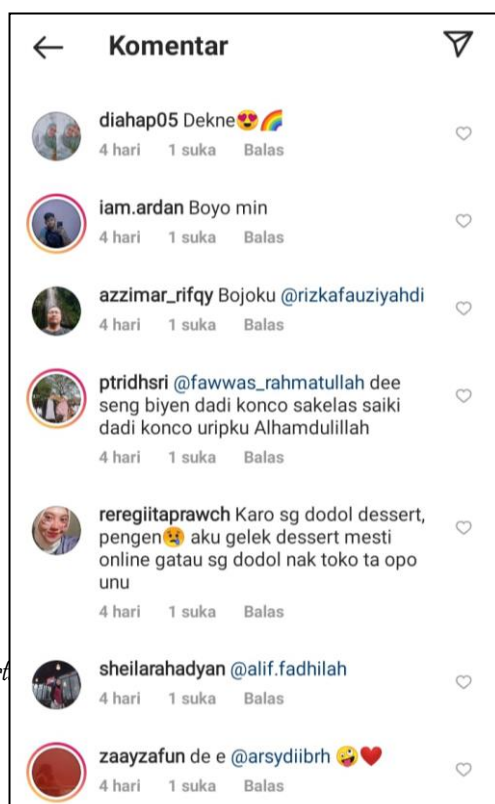 Komentar
diahap05 Dekne😍🌈
4 hari 1 suka Balas
iam.ardan Boyo min
4 hari 1 suka Balas
azzimar_rifqy Bojoku @rizkafauziyahdi
4 hari 1 suka Balas
ptridhsri @fawwas_rahmatullah dee
seng biyen dadi konco sakelas saiki
dadi konco uripku Alhamdulillah
4 hari 1 suka Balas
reregiitaprawch Karo sg dodol dessert,
pengen😢 aku gelek dessert mesti
online gatau sg dodol nak toko ta opo
unu
4 hari 1 suka Balas
sheilarahadyan @alif.fadhilah
4 hari 1 suka Balas
zaayzafun de e @arsydiibrh 🤪❤️
4 hari 1 suka Balas